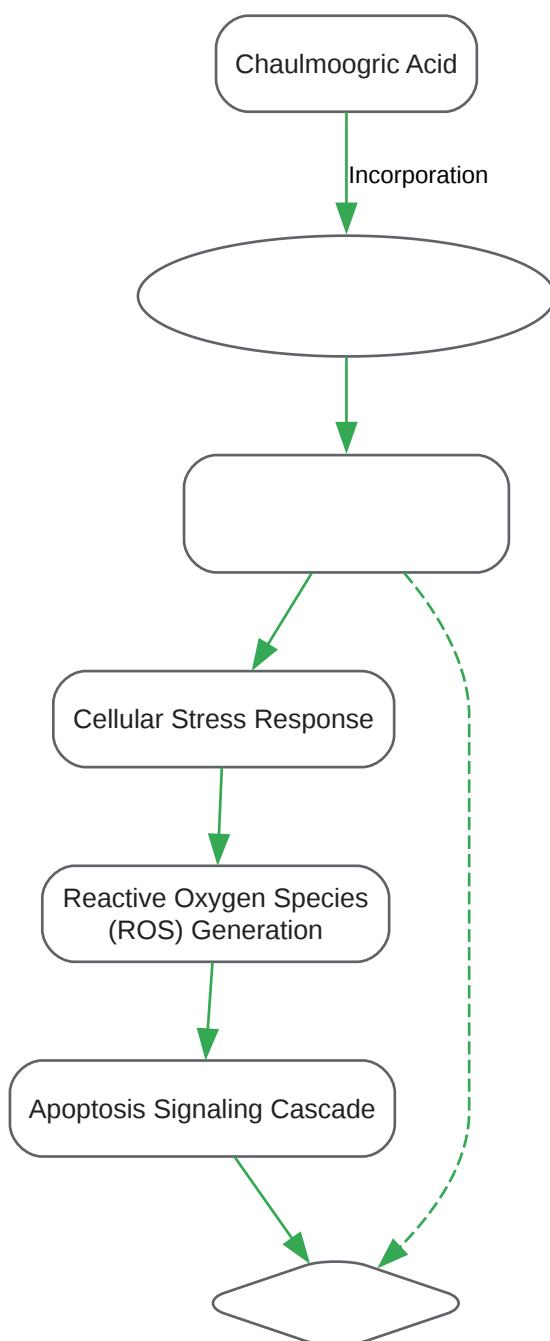 Chaulmoogric Acid
Incorporation
Cellular Stress Response
Reactive Oxygen Species
(ROS) Generation
Apoptosis Signaling Cascade